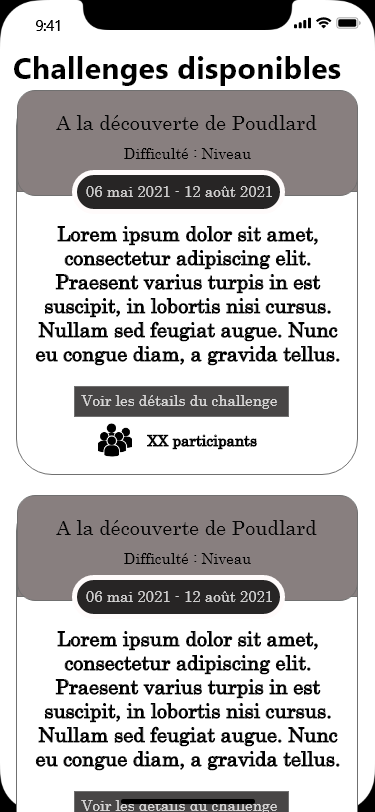 9:41
Challenges disponibles
A la découverte de Poudlard
Difficulté : Niveau
06 mai 2021 - 12 août 2021
Lorem ipsum dolor sit amet,
consectetur adipiscing elit.
Praesent varius turpis in est
suscipit, in lobortis nisi cursus.
Nullam sed feugiat augue. Nunc
eu congue diam, a gravida tellus.
Voir les détails du challenge
XX participants
A la découverte de Poudlard
Difficulté : Niveau
06 mai 2021 - 12 août 2021
Lorem ipsum dolor sit amet,
consectetur adipiscing elit.
Praesent varius turpis in est
suscipit, in lobortis nisi cursus.
Nullam sed feugiat augue. Nunc
eu congue diam, a gravida tellus.
Voir les détails du challenge